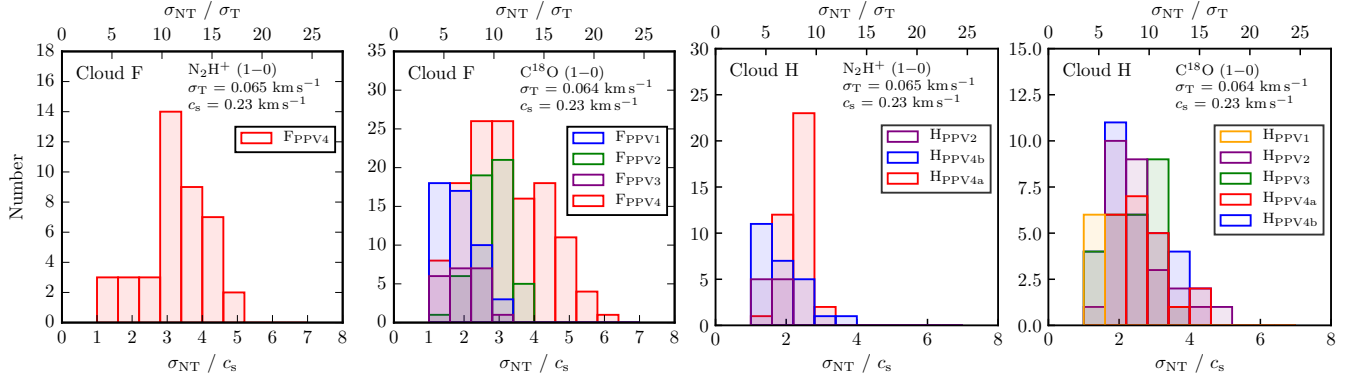 σNT / σT
0 5 10 15 20 25
18
16
14
12
10
8
6
4
2
0
Number
Cloud F
N₂H⁺ (1–0)
σT = 0.065 km s⁻¹
cs = 0.23 km s⁻¹
FPPV4
0 1 2 3 4 5 6 7 8
σNT / cs
σNT / σT
0 5 10 15 20 25
35
30
25
20
15
10
5
0
Cloud F
C¹⁸O (1–0)
σT = 0.064 km s⁻¹
cs = 0.23 km s⁻¹
FPPV1
FPPV2
FPPV3
FPPV4
0 1 2 3 4 5 6 7 8
σNT / cs
σNT / σT
0 5 10 15 20 25
30
25
20
15
10
5
0
Cloud H
N₂H⁺ (1–0)
σT = 0.065 km s⁻¹
cs = 0.23 km s⁻¹
HPPV2
HPPV4b
HPPV4a
0 2 4 6 8
σNT / cs
σNT / σT
0 5 10 15 20 25
15.0
12.5
10.0
7.5
5.0
2.5
0.0
Cloud H
C¹⁸O (1–0)
σT = 0.064 km s⁻¹
cs = 0.23 km s⁻¹
HPPV1
HPPV2
HPPV3
HPPV4a
HPPV4b
0 2 4 6 8
σNT / cs